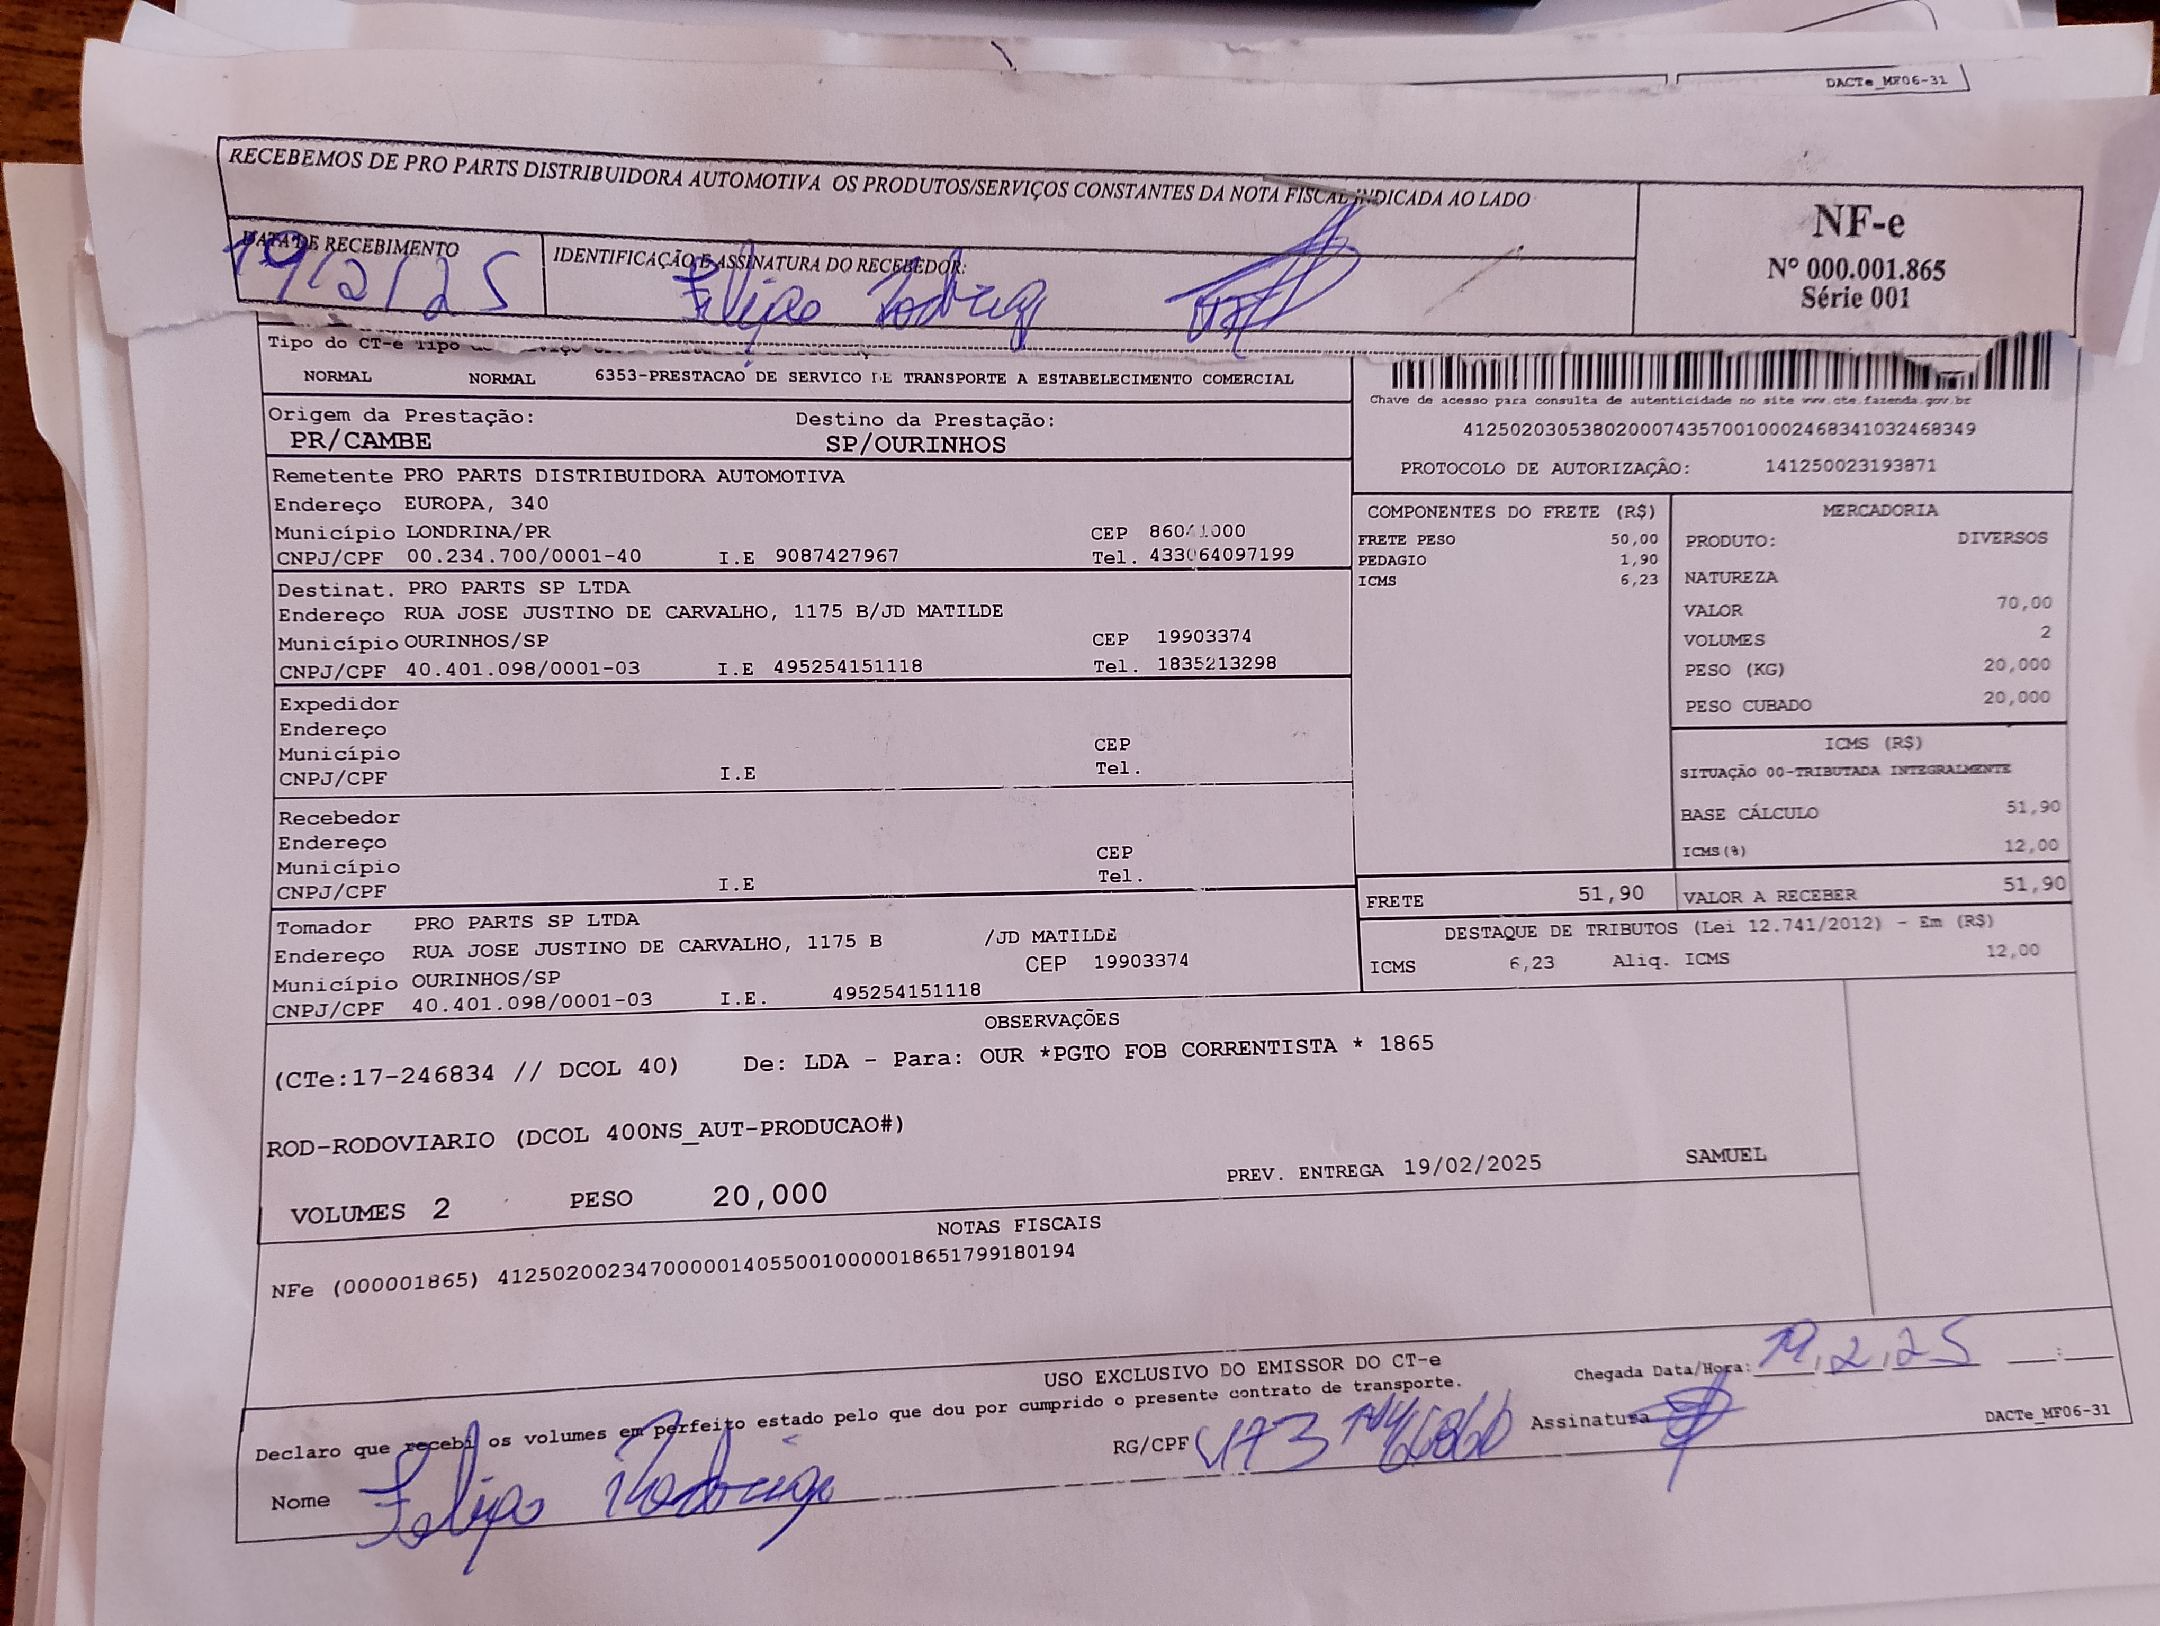 DACTe_MF06-31
RECEBEMOS DE PRO PARTS DISTRIBUIDORA AUTOMOTIVA OS PRODUTOS/SERVIÇOS CONSTANTES DA NOTA FISCAL INDICADA AO LADO
NF-e
Nº 000.001.865
Série 001
DATA DE RECEBIMENTO
19/2/25
IDENTIFICAÇÃO E ASSINATURA DO RECEBEDOR:
Felipe Rodrigo
Tipo do CT-e Tipo
NORMAL NORMAL 6353-PRESTACAO DE SERVICO DE TRANSPORTE A ESTABELECIMENTO COMERCIAL
Chave de acesso para consulta de autenticidade no site www.cte.fazenda.gov.br
41250203053802000743570010002468341032468349
PROTOCOLO DE AUTORIZAÇÃO: 141250023193871
Origem da Prestação: Destino da Prestação:
PR/CAMBE SP/OURINHOS
Remetente PRO PARTS DISTRIBUIDORA AUTOMOTIVA
Endereço EUROPA, 340
Município LONDRINA/PR CEP 86041000
CNPJ/CPF 00.234.700/0001-40 I.E 9087427967 Tel. 433064097199
Destinat. PRO PARTS SP LTDA
Endereço RUA JOSE JUSTINO DE CARVALHO, 1175 B/JD MATILDE
Município OURINHOS/SP CEP 19903374
CNPJ/CPF 40.401.098/0001-03 I.E 495254151118 Tel. 1835213298
Expedidor
Endereço
Município CEP
CNPJ/CPF I.E Tel.
Recebedor
Endereço
Município CEP
CNPJ/CPF I.E Tel.
Tomador PRO PARTS SP LTDA
Endereço RUA JOSE JUSTINO DE CARVALHO, 1175 B /JD MATILDE
Município OURINHOS/SP CEP 19903374
CNPJ/CPF 40.401.098/0001-03 I.E. 495254151118
COMPONENTES DO FRETE (R$)
FRETE PESO 50,00
PEDAGIO 1,90
ICMS 6,23
MERCADORIA
PRODUTO: DIVERSOS
NATUREZA
VALOR 70,00
VOLUMES 2
PESO (KG) 20,000
PESO CUBADO 20,000
ICMS (R$)
SITUAÇÃO 00-TRIBUTADA INTEGRALMENTE
BASE CÁLCULO 51,90
ICMS(%) 12,00
FRETE 51,90 VALOR A RECEBER 51,90
DESTAQUE DE TRIBUTOS (Lei 12.741/2012) - Em (R$)
ICMS 6,23 Aliq. ICMS 12,00
OBSERVAÇÕES
(CTe:17-246834 // DCOL 40) De: LDA - Para: OUR *PGTO FOB CORRENTISTA * 1865
ROD-RODOVIARIO (DCOL 400NS_AUT-PRODUCAO#)
VOLUMES 2 PESO 20,000 PREV. ENTREGA 19/02/2025 SAMUEL
NOTAS FISCAIS
NFe (000001865) 41250200234700000140550010000018651799180194
USO EXCLUSIVO DO EMISSOR DO CT-e
Declaro que recebi os volumes em perfeito estado pelo que dou por cumprido o presente contrato de transporte.
Chegada Data/Hora: 19.2.25 :
Nome Felipe Rodrigo RG/CPF Assinatura
DACTe_MF06-31